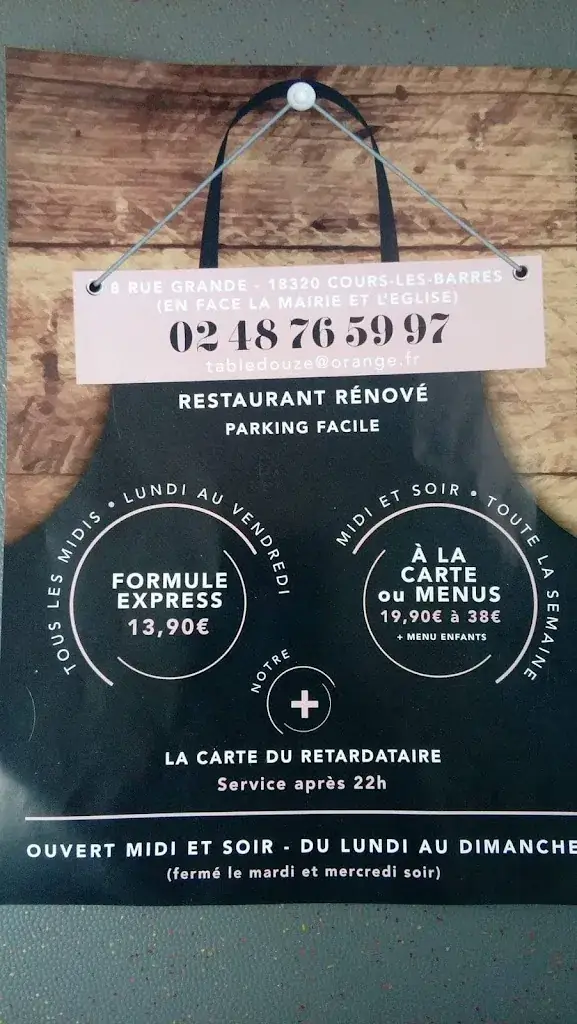 8 RUE GRANDE - 18320 COURS-LES-BARRES
(EN FACE LA MAIRIE ET L'EGLISE)
02 48 76 59 97
tabledouze@orange.fr
RESTAURANT RÉNOVÉ
PARKING FACILE
TOUS LES MIDIS • LUNDI AU VENDREDI
FORMULE
EXPRESS
13,90€
MIDI ET SOIR • TOUTE LA SEMAINE
À LA
CARTE
ou MENUS
19,90€ à 38€
+ MENU ENFANTS
NOTRE
+
LA CARTE DU RETARDATAIRE
Service après 22h
OUVERT MIDI ET SOIR - DU LUNDI AU DIMANCHE
(fermé le mardi et mercredi soir)